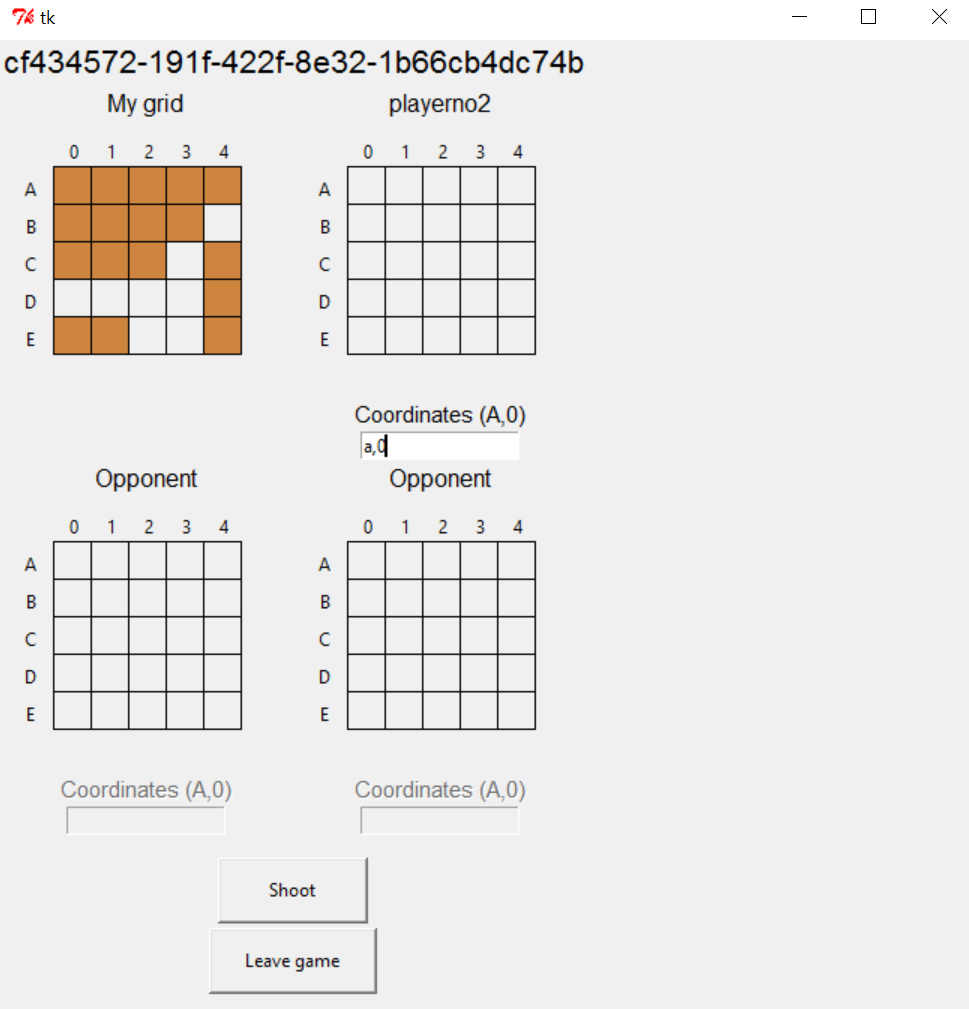 tk
cf434572-191f-422f-8e32-1b66cb4dc74b
My grid
0 1 2 3 4
A
B
C
D
E
playerno2
0 1 2 3 4
A
B
C
D
E
Coordinates (A,0)
a,0
Opponent
0 1 2 3 4
A
B
C
D
E
Coordinates (A,0)
Opponent
0 1 2 3 4
A
B
C
D
E
Coordinates (A,0)
Shoot
Leave game